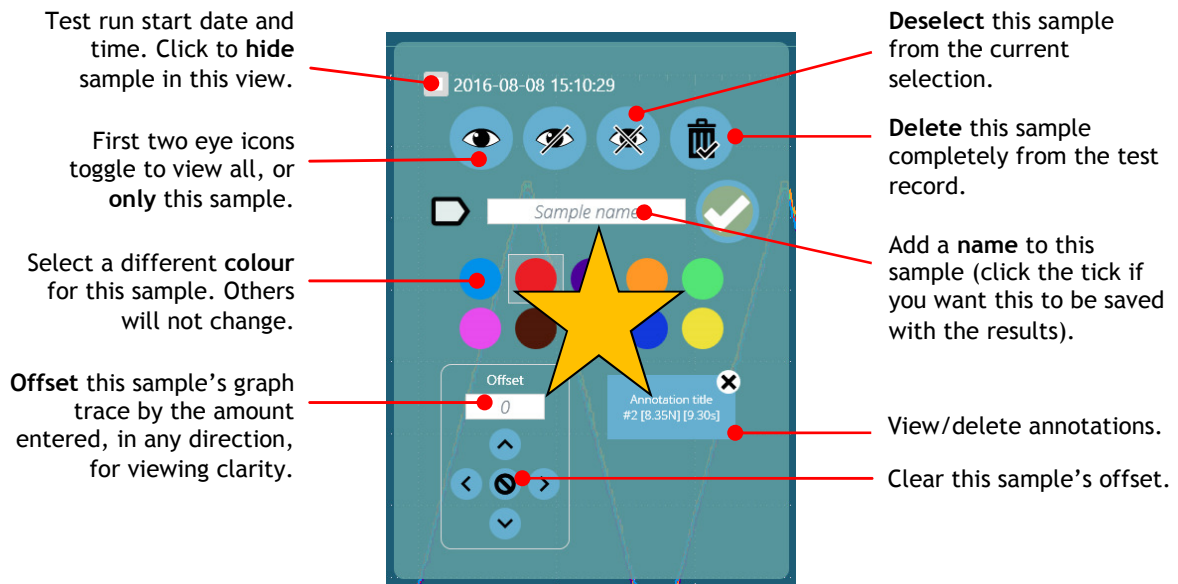 Test run start date and
time. Click to hide
sample in this view.
First two eye icons
toggle to view all, or
only this sample.
Select a different colour
for this sample. Others
will not change.
Offset this sample's graph
trace by the amount
entered, in any direction,
for viewing clarity.
2016-08-08 15:10:29
Sample name
Offset
0
Annotation title
#2 [8.35N] [9.30s]
Deselect this sample
from the current
selection.
Delete this sample
completely from the test
record.
Add a name to this
sample (click the tick if
you want this to be saved
with the results).
View/delete annotations.
Clear this sample's offset.